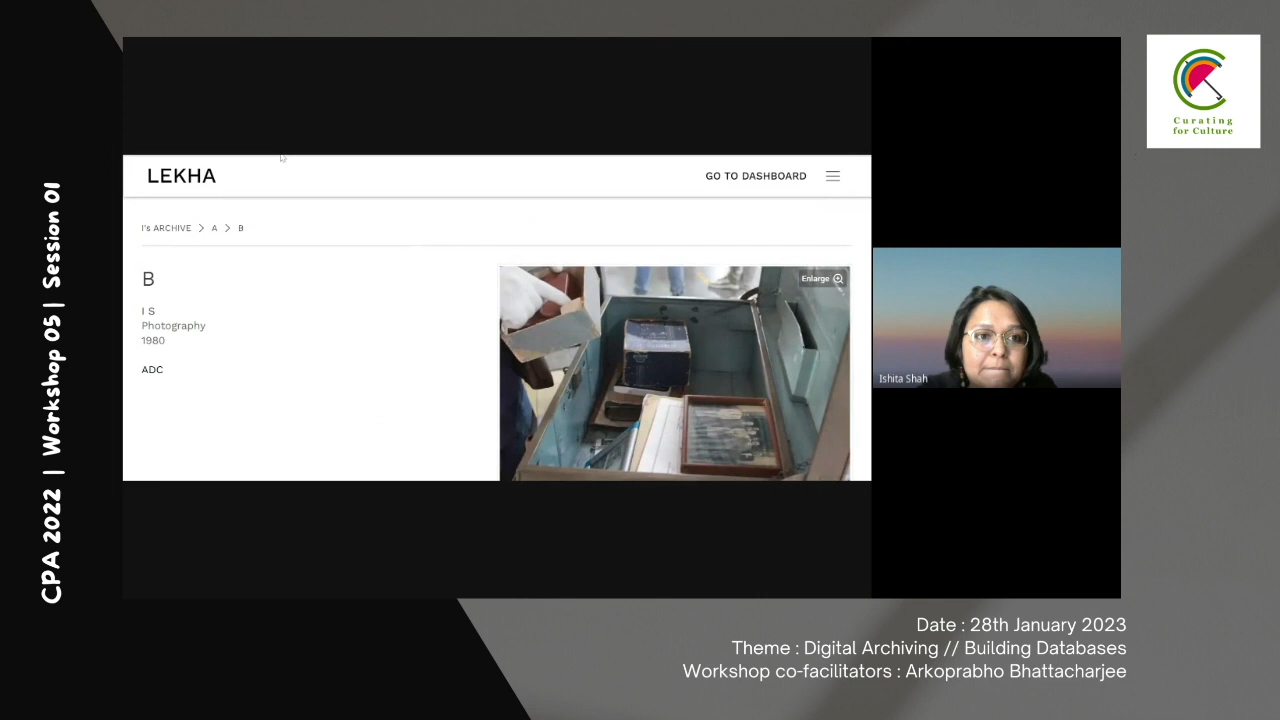 CPA 2022 | Workshop 05 | Session 01
LEKHA
GO TO DASHBOARD
I's ARCHIVE > A > B
B
I S
Photography
1980
ADC
Enlarge
Ishita Shah
Curating
for Culture
Date : 28th January 2023
Theme : Digital Archiving // Building Databases
Workshop co-facilitators : Arkoprabho Bhattacharjee